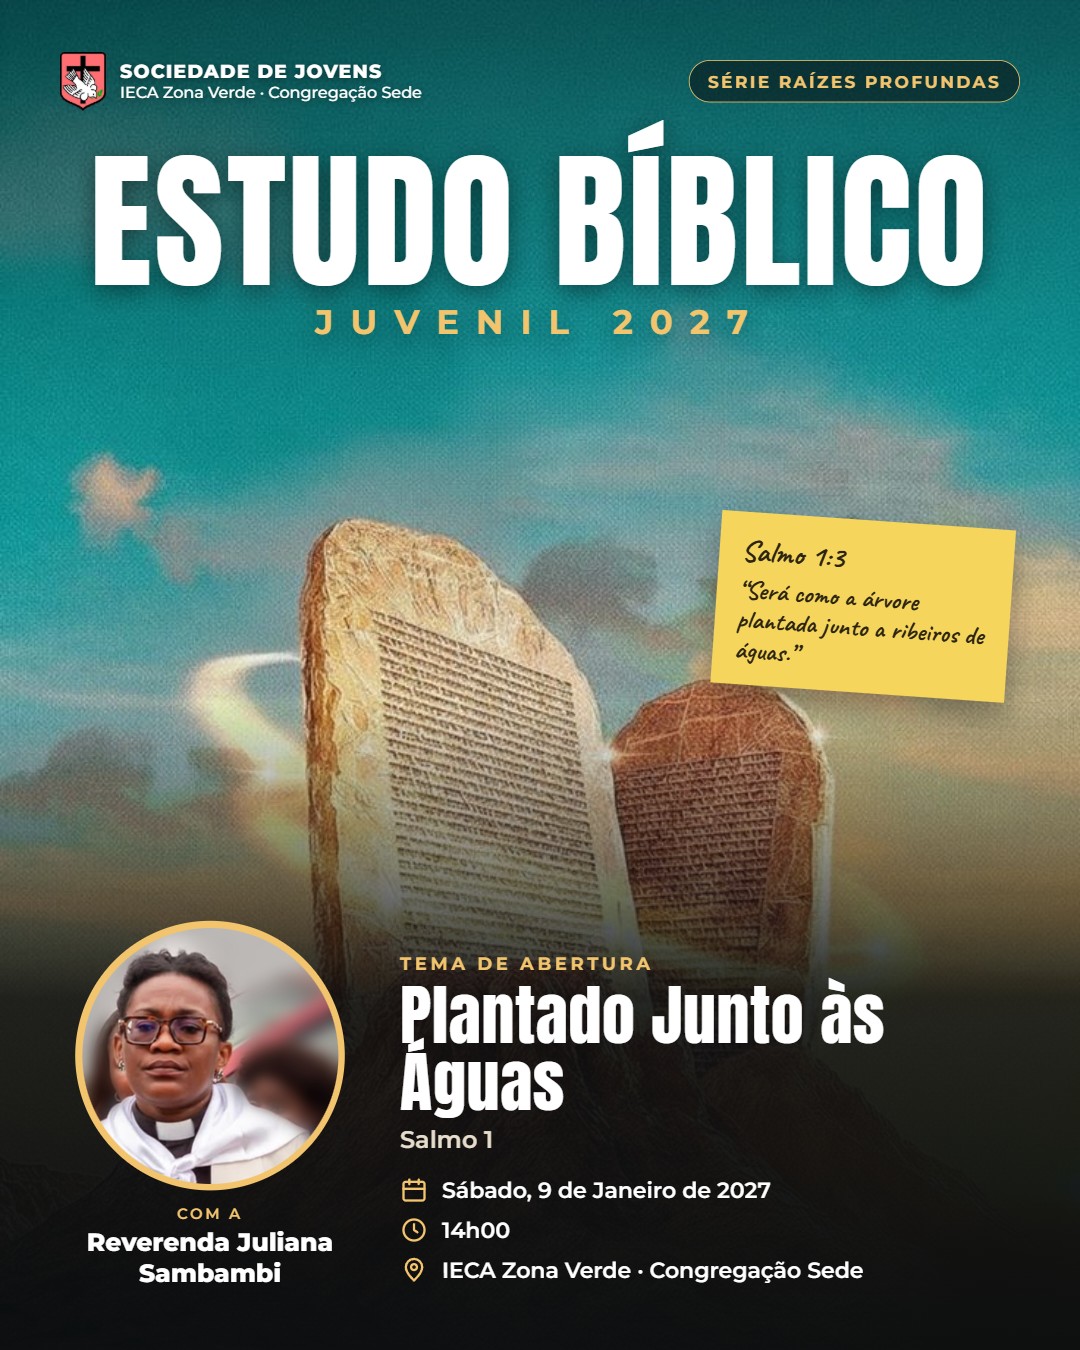 SOCIEDADE DE JOVENS
IECA Zona Verde · Congregação Sede
SÉRIE RAÍZES PROFUNDAS
ESTUDO BÍBLICO
JUVENIL 2027
Salmo 1:3
“Será como a árvore
plantada junto a ribeiros de
águas.”
TEMA DE ABERTURA
Plantado Junto às
Águas
Salmo 1
Sábado, 9 de Janeiro de 2027
14h00
IECA Zona Verde · Congregação Sede
COM A
Reverenda Juliana
Sambambi